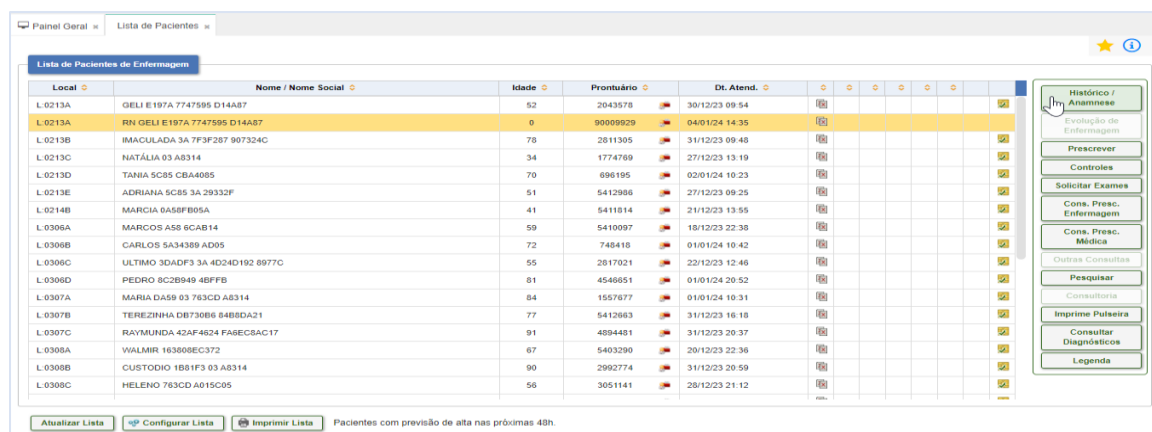 Painel Geral Lista de Pacientes
Lista de Pacientes de Enfermagem
Local Nome / Nome Social Idade Prontuário Dt. Atend.
L:0213A GELI E197A 7747595 D14A87 52 2043578 30/12/23 09:54
L:0213A RN GELI E197A 7747595 D14A87 0 90009929 04/01/24 14:35
L:0213B IMACULADA 3A 7F3F287 907324C 78 2811305 31/12/23 09:48
L:0213C NATÁLIA 03 A8314 34 1774769 27/12/23 13:19
L:0213D TANIA 5C85 CBA4085 70 696195 02/01/24 10:23
L:0213E ADRIANA 5C85 3A 29332F 51 5412986 27/12/23 09:25
L:0214B MARCIA 0A58FB05A 41 5411814 21/12/23 13:55
L:0306A MARCOS A58 6CAB14 59 5410097 18/12/23 22:38
L:0306B CARLOS 5A34389 AD05 72 748418 01/01/24 10:42
L:0306C ULTIMO 3DADF3 3A 4D24D192 8977C 55 2817021 22/12/23 12:46
L:0306D PEDRO 8C2B949 4BFFB 81 4546651 01/01/24 20:52
L:0307A MARIA DA59 03 763CD A8314 84 1557677 01/01/24 10:31
L:0307B TEREZINHA DB730B6 84B8DA21 77 5412663 31/12/23 16:18
L:0307C RAYMUNDA 42AF4624 FA6EC8AC17 91 4894481 31/12/23 20:37
L:0308A WALMIR 163808EC372 67 5403290 20/12/23 22:36
L:0308B CUSTODIO 1B81F3 03 A8314 90 2992774 31/12/23 20:59
L:0308C HELENO 763CD A015C05 56 3051141 28/12/23 21:12
Histórico /
Anamnese
Evolução de
Enfermagem
Prescrever
Controles
Solicitar Exames
Cons. Presc.
Enfermagem
Cons. Presc.
Médica
Outras Consultas
Pesquisar
Consultoria
Imprime Pulseira
Consultar
Diagnósticos
Legenda
Atualizar Lista Configurar Lista Imprimir Lista Pacientes com previsão de alta nas próximas 48h.